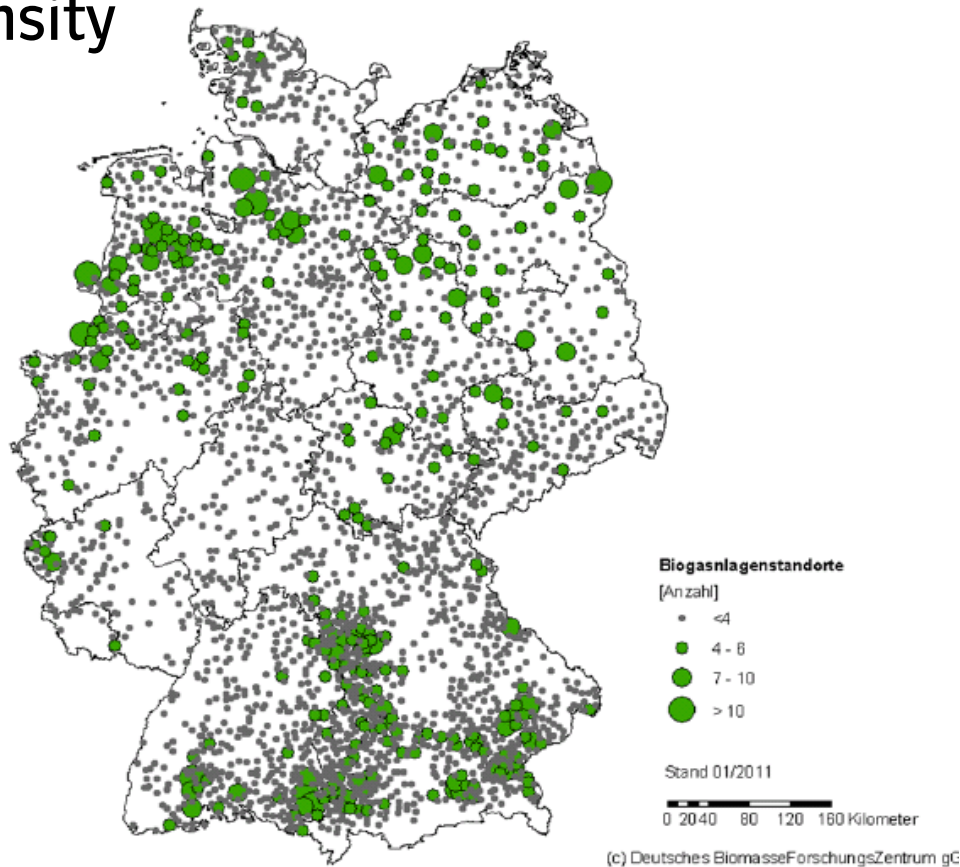 nsity
Biogasnlagenstandorte
[Anzahl]
<4
4 - 6
7 - 10
> 10
Stand 01/2011
0 20 40 80 120 160 Kilometer
(c) Deutsches BiomasseForschungsZentrum gG